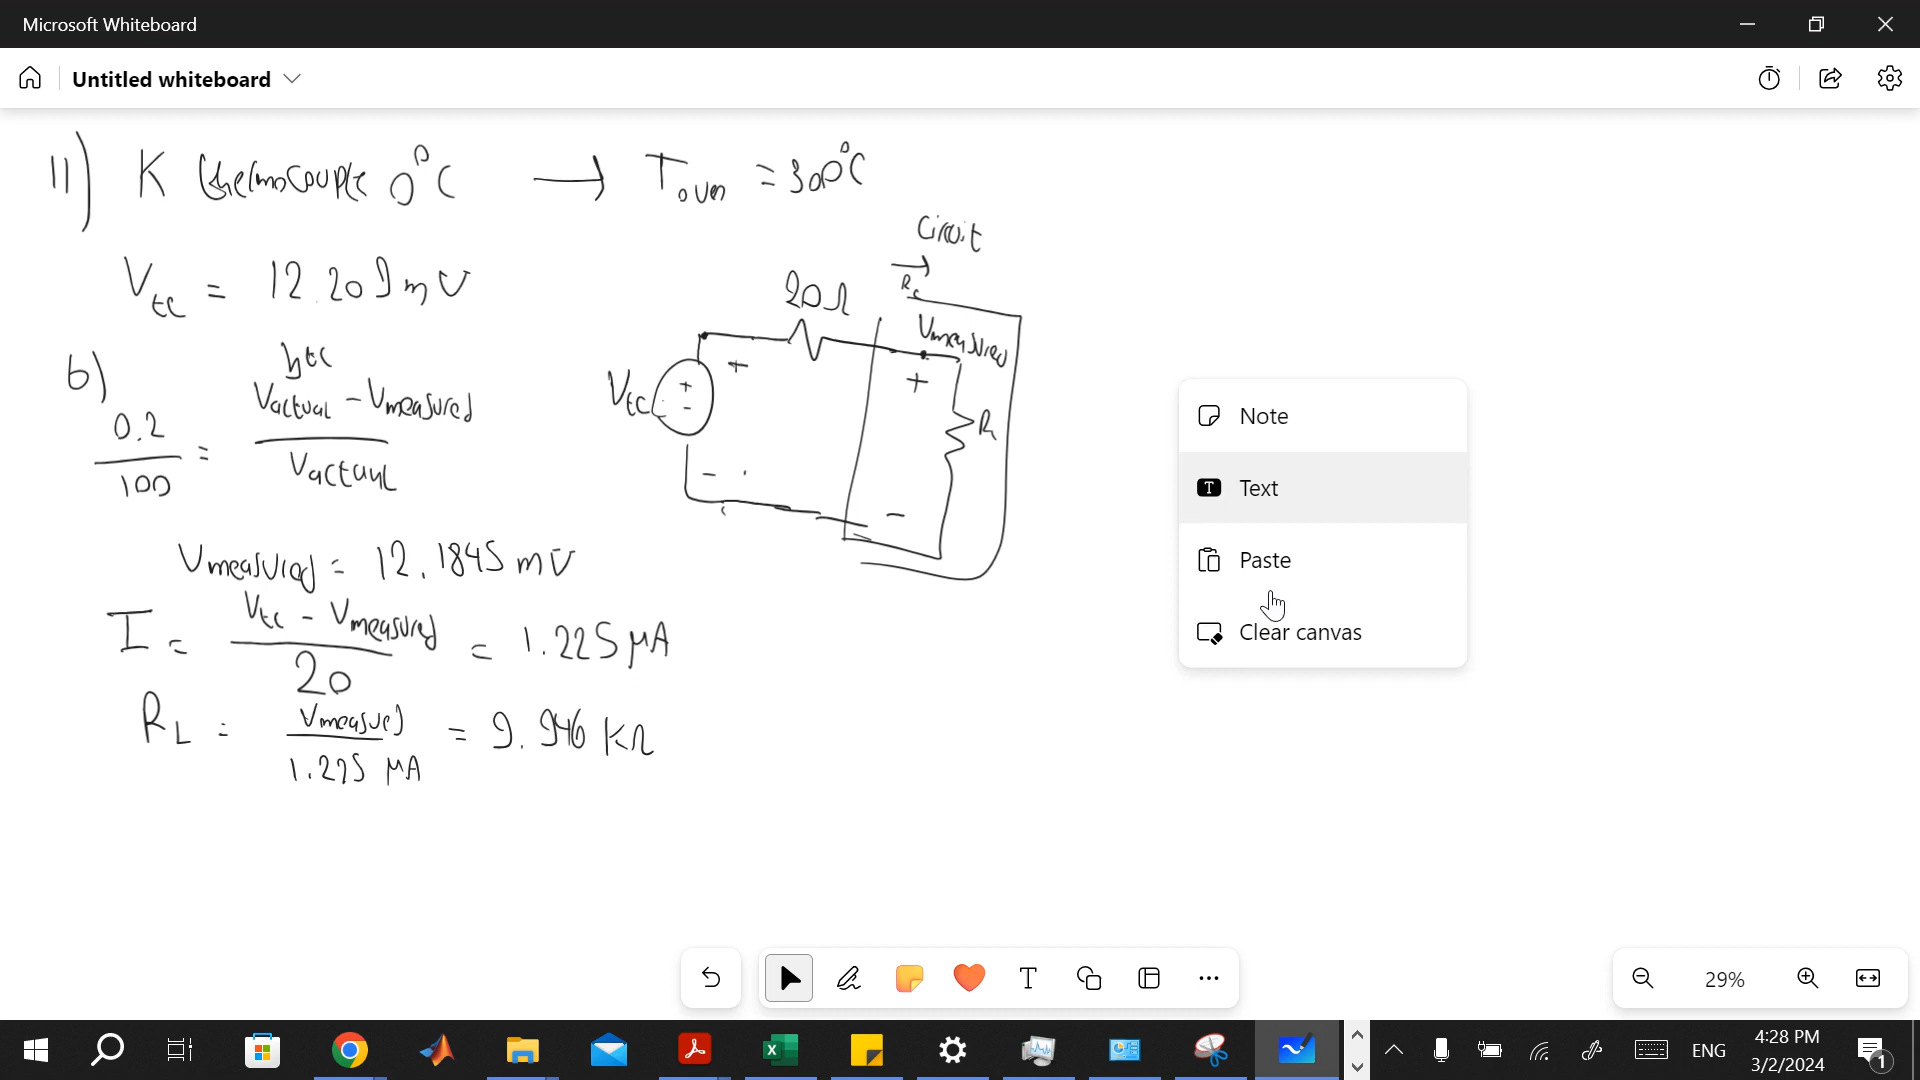 Microsoft Whiteboard
Untitled whiteboard
11) K thermocouple 0°C → Toven = 300°C
Vtc = 12.209 mV
Circuit
20Ω
Vmeasured
Vtc
+
-
+
-
+
-
R
b)
0.2 / 100 = Vactual - Vmeasured / Vactual
Vmeasured = 12.1845 mV
I = Vtc - Vmeasured / 20 = 1.225 μA
RL = Vmeasured / 1.225 μA = 9.946 KΩ
Note
Text
Paste
Clear canvas
29%
ENG
4:28 PM
3/2/2024
1